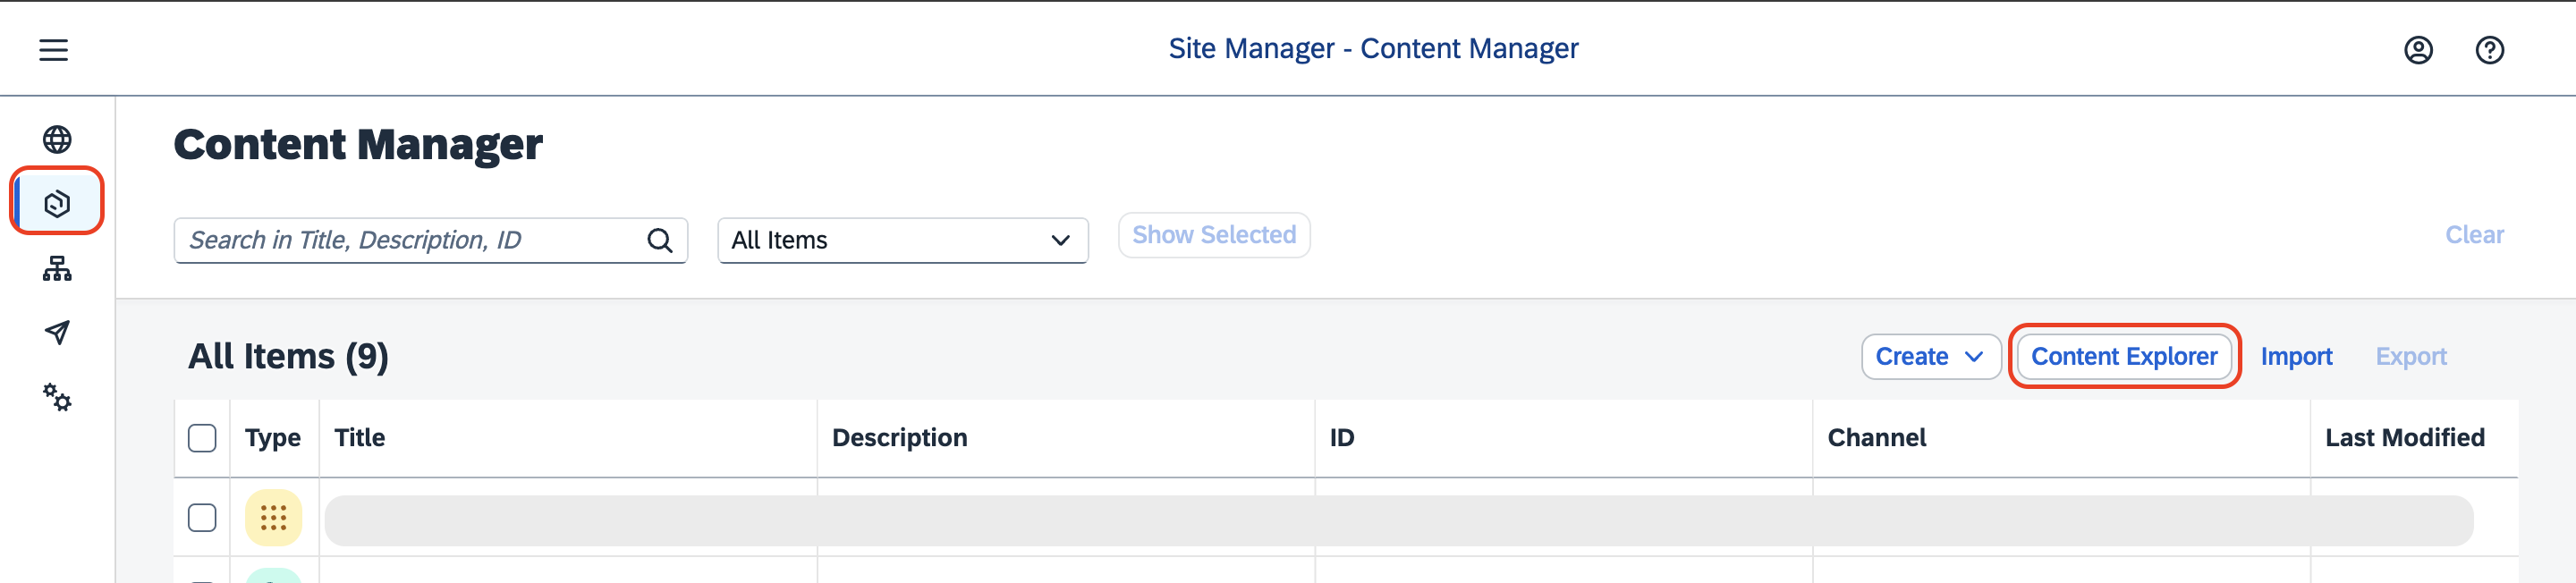 Site Manager - Content Manager
Content Manager
Search in Title, Description, ID
All Items
Show Selected
Clear
All Items (9)
Create
Content Explorer
Import
Export
Type
Title
Description
ID
Channel
Last Modified